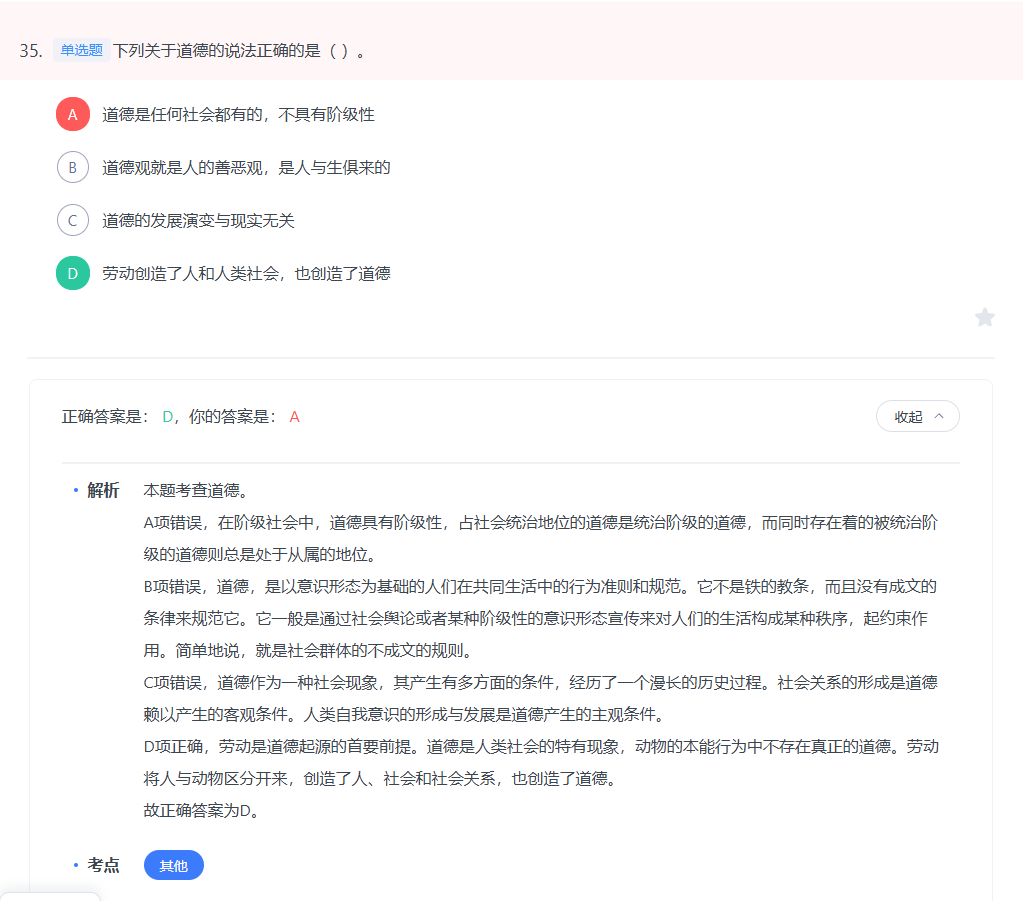 35. 单选题 下列关于道德的说法正确的是（ ）。
A 道德是任何社会都有的，不具有阶级性
B 道德观就是人的善恶观，是人与生俱来的
C 道德的发展演变与现实无关
D 劳动创造了人和人类社会，也创造了道德
正确答案是： D，你的答案是： A
收起
解析 本题考查道德。
A项错误，在阶级社会中，道德具有阶级性，占社会统治地位的道德是统治阶级的道德，而同时存在着的被统治阶
级的道德则总是处于从属的地位。
B项错误，道德，是以意识形态为基础的人们在共同生活中的行为准则和规范。它不是铁的教条，而且没有成文的
条律来规范它。它一般是通过社会舆论或者某种阶级性的意识形态宣传来对人们的生活构成某种秩序，起约束作
用。简单地说，就是社会群体的不成文的规则。
C项错误，道德作为一种社会现象，其产生有多方面的条件，经历了一个漫长的历史过程。社会关系的形成是道德
赖以产生的客观条件。人类自我意识的形成与发展是道德产生的主观条件。
D项正确，劳动是道德起源的首要前提。道德是人类社会的特有现象，动物的本能行为中不存在真正的道德。劳动
将人与动物区分开来，创造了人、社会和社会关系，也创造了道德。
故正确答案为D。
考点 其他